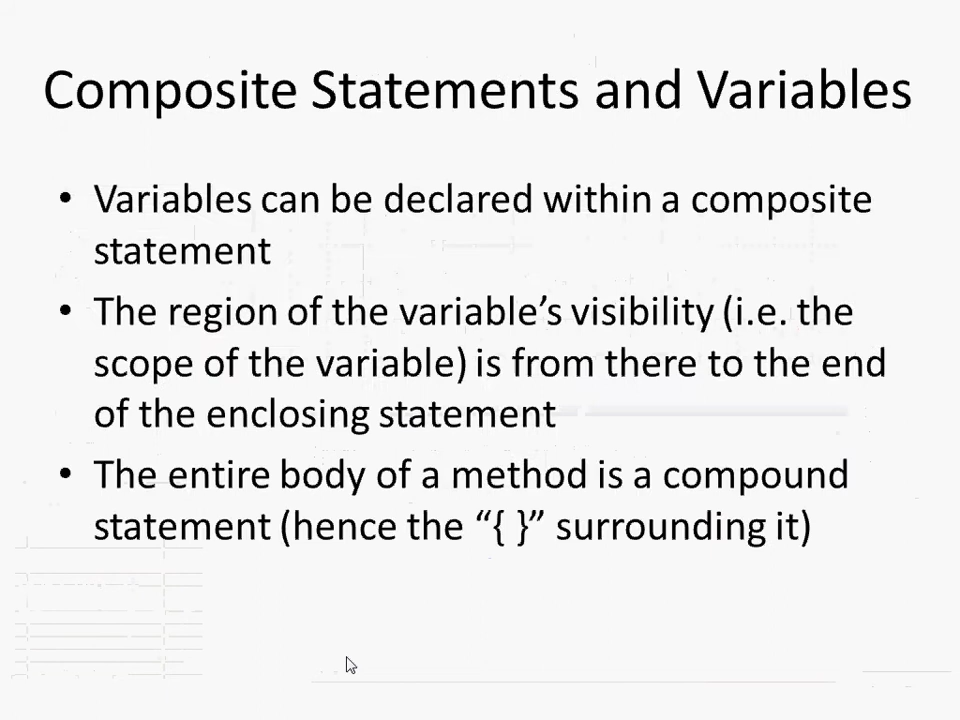 Composite Statements and Variables
• Variables can be declared within a composite
statement
• The region of the variable’s visibility (i.e. the
scope of the variable) is from there to the end
of the enclosing statement
• The entire body of a method is a compound
statement (hence the “{ }” surrounding it)